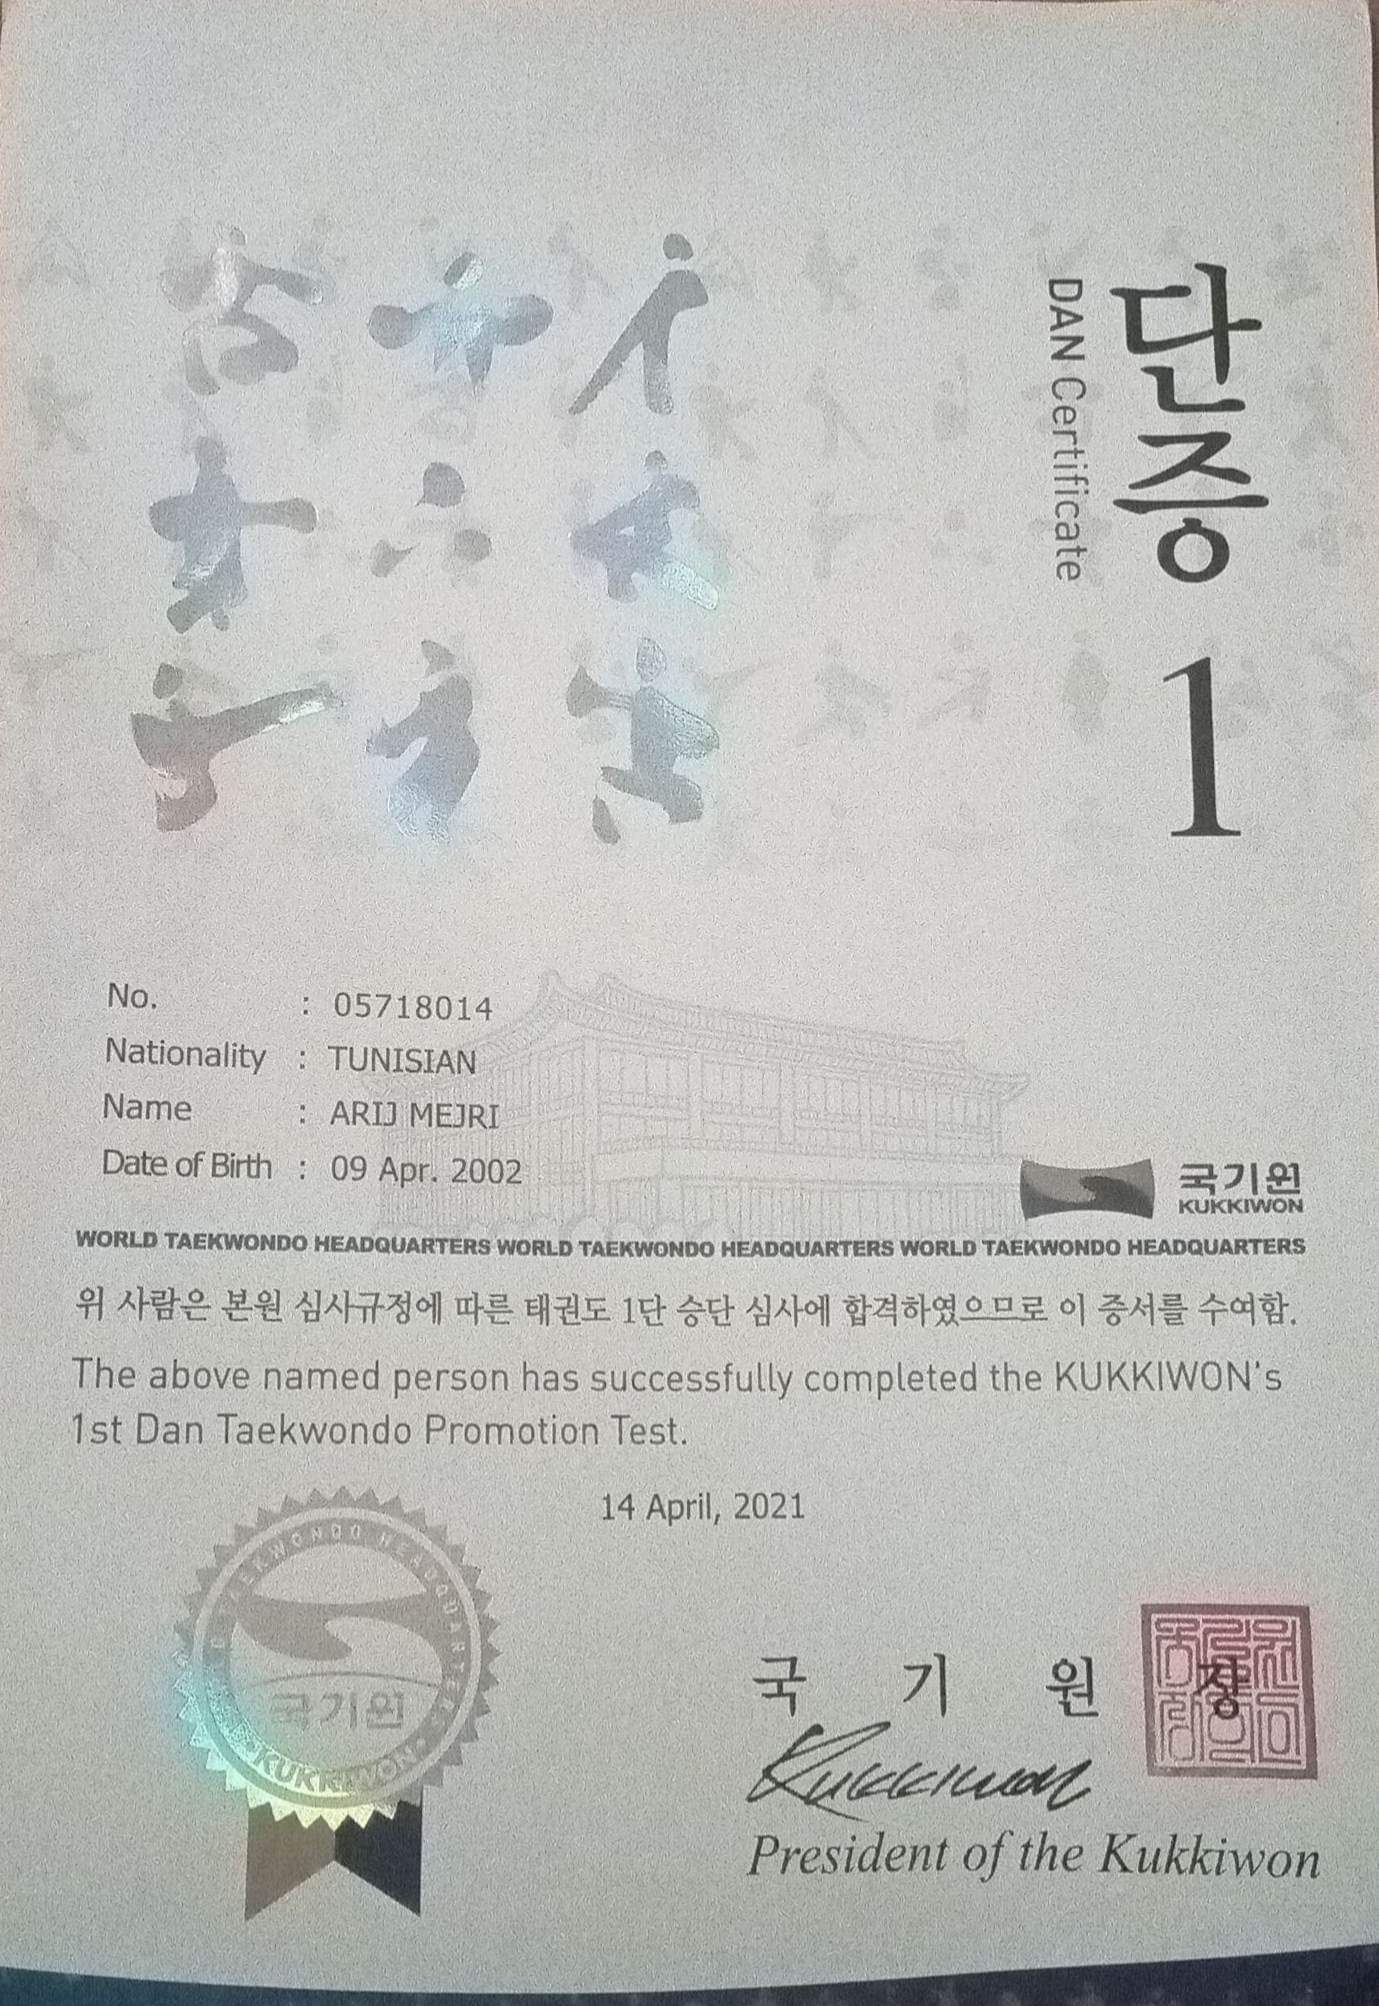 단증 1
DAN Certificate
No. : 05718014
Nationality : TUNISIAN
Name : ARIJ MEJRI
Date of Birth : 09 Apr. 2002
국기원
KUKKIWON
WORLD TAEKWONDO HEADQUARTERS WORLD TAEKWONDO HEADQUARTERS WORLD TAEKWONDO HEADQUARTERS
위 사람은 본원 심사규정에 따른 태권도 1단 승단 심사에 합격하였으므로 이 증서를 수여함.
The above named person has successfully completed the KUKKIWON's
1st Dan Taekwondo Promotion Test.
14 April, 2021
TAEKWONDO HEADQUARTERS
국기원
KUKKIWON
국 기 원 장
Kukkiwon
President of the Kukkiwon